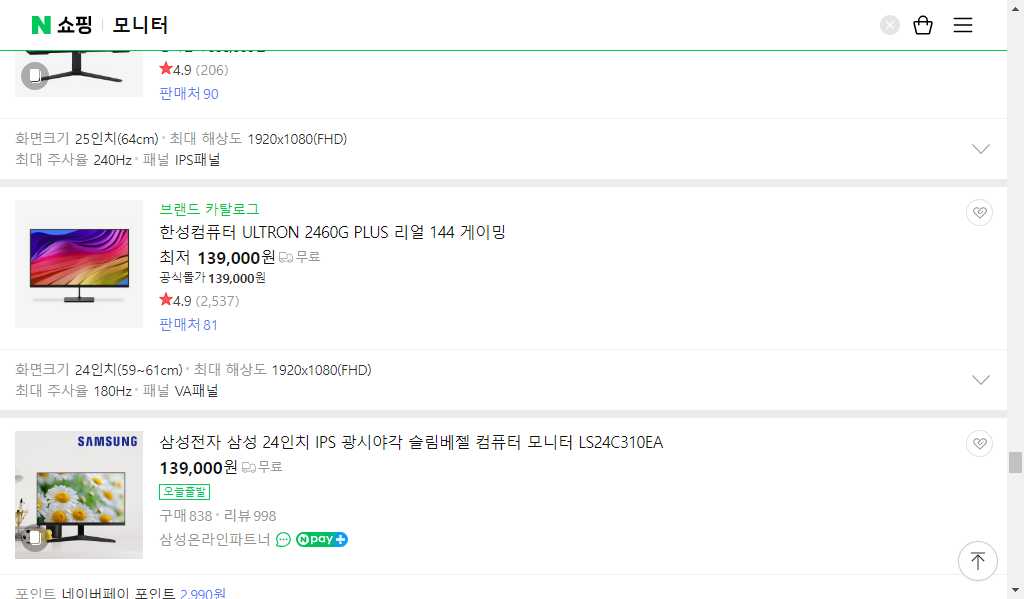 N 쇼핑 모니터
4.9 (206)
판매처 90
화면크기 25인치(64cm) · 최대 해상도 1920x1080(FHD)
최대 주사율 240Hz · 패널 IPS패널
브랜드 카탈로그
한성컴퓨터 ULTRON 2460G PLUS 리얼 144 게이밍
최저 139,000원 무료
공식몰가 139,000원
4.9 (2,537)
판매처 81
화면크기 24인치(59~61cm) · 최대 해상도 1920x1080(FHD)
최대 주사율 180Hz · 패널 VA패널
SAMSUNG
삼성전자 삼성 24인치 IPS 광시야각 슬림베젤 컴퓨터 모니터 LS24C310EA
139,000원 무료
오늘출발
구매 838 · 리뷰 998
삼성온라인파트너 N pay +
포인트 네이버페이 포인트 2,990원